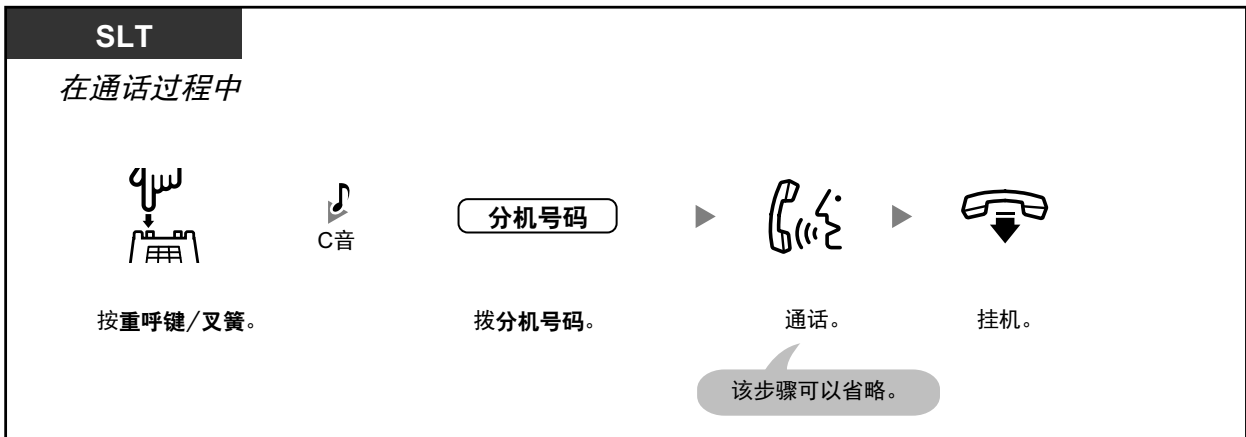 SLT
在通话过程中
C音
分机号码
按重呼键/叉簧。
拨分机号码。
通话。
挂机。
该步骤可以省略。